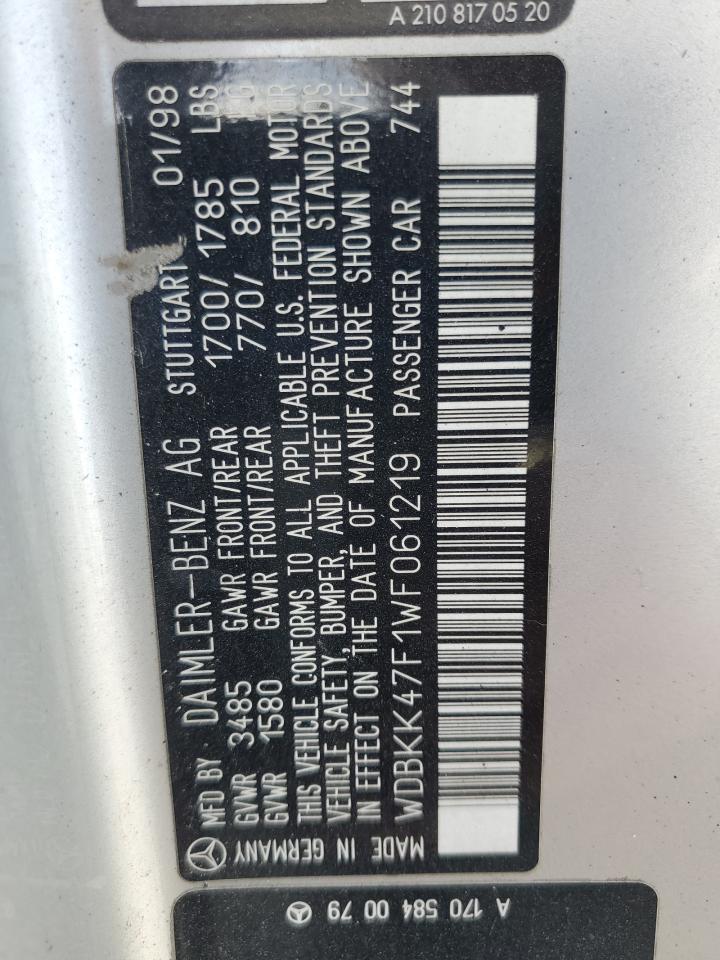 A 210 817 05 20
MFD BY DAIMLER-BENZ AG STUTTGART 01/98
GVWR 3485 GAWR FRONT/REAR 1700/ 1785 LBS
GVWR 1580 GAWR FRONT/REAR 770/ 810 KG
THIS VEHICLE CONFORMS TO ALL APPLICABLE U.S. FEDERAL MOTOR
VEHICLE SAFETY, BUMPER, AND THEFT PREVENTION STANDARDS
IN EFFECT ON THE DATE OF MANUFACTURE SHOWN ABOVE
WDBKK47F1WF061219 PASSENGER CAR 744
MADE IN GERMANY
A 170 584 00 79